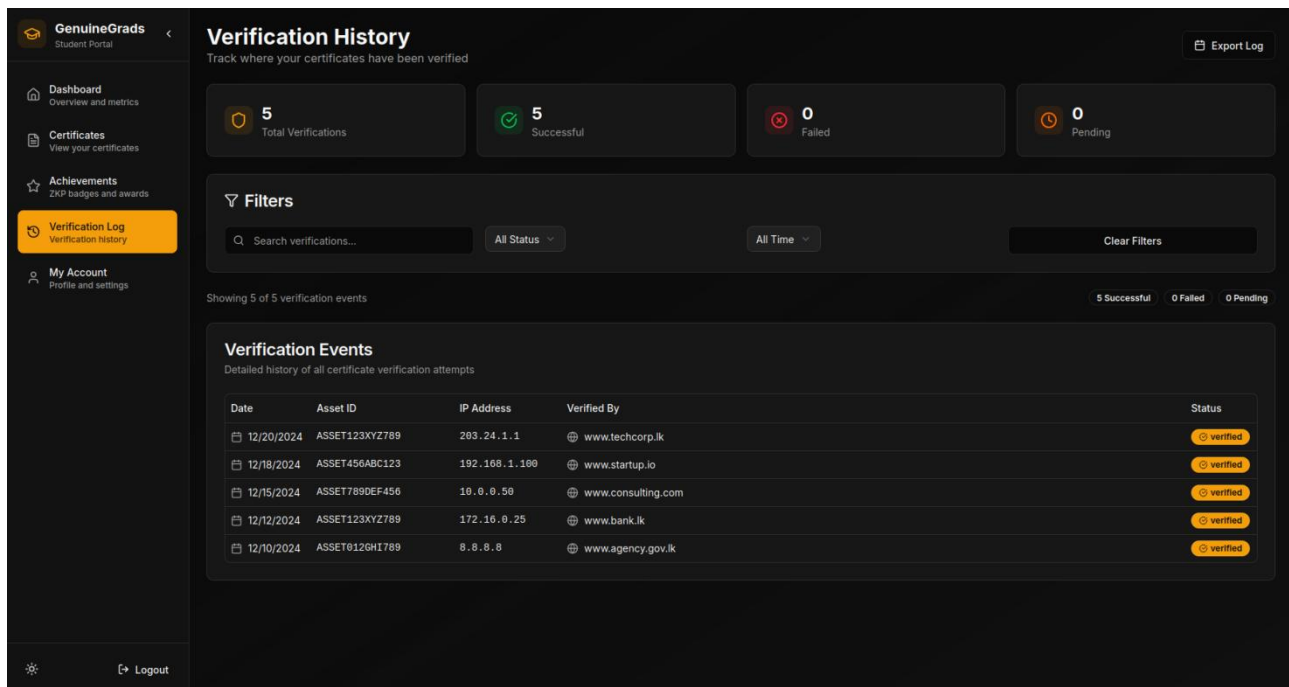 GenuineGrads
Student Portal
Dashboard
Overview and metrics
Certificates
View your certificates
Achievements
ZKP badges and awards
Verification Log
Verification history
My Account
Profile and settings
Logout
Verification History
Track where your certificates have been verified
Export Log
5
Total Verifications
5
Successful
0
Failed
0
Pending
Filters
Search verifications...
All Status
All Time
Clear Filters
Showing 5 of 5 verification events
5 Successful
0 Failed
0 Pending
Verification Events
Detailed history of all certificate verification attempts
Date Asset ID IP Address Verified By Status
12/20/2024 ASSET123XYZ789 203.24.1.1 www.techcorp.lk verified
12/18/2024 ASSET456ABC123 192.168.1.100 www.startup.io verified
12/15/2024 ASSET789DEF456 10.0.0.50 www.consulting.com verified
12/12/2024 ASSET123XYZ789 172.16.0.25 www.bank.lk verified
12/10/2024 ASSET012GHI789 8.8.8.8 www.agency.gov.lk verified